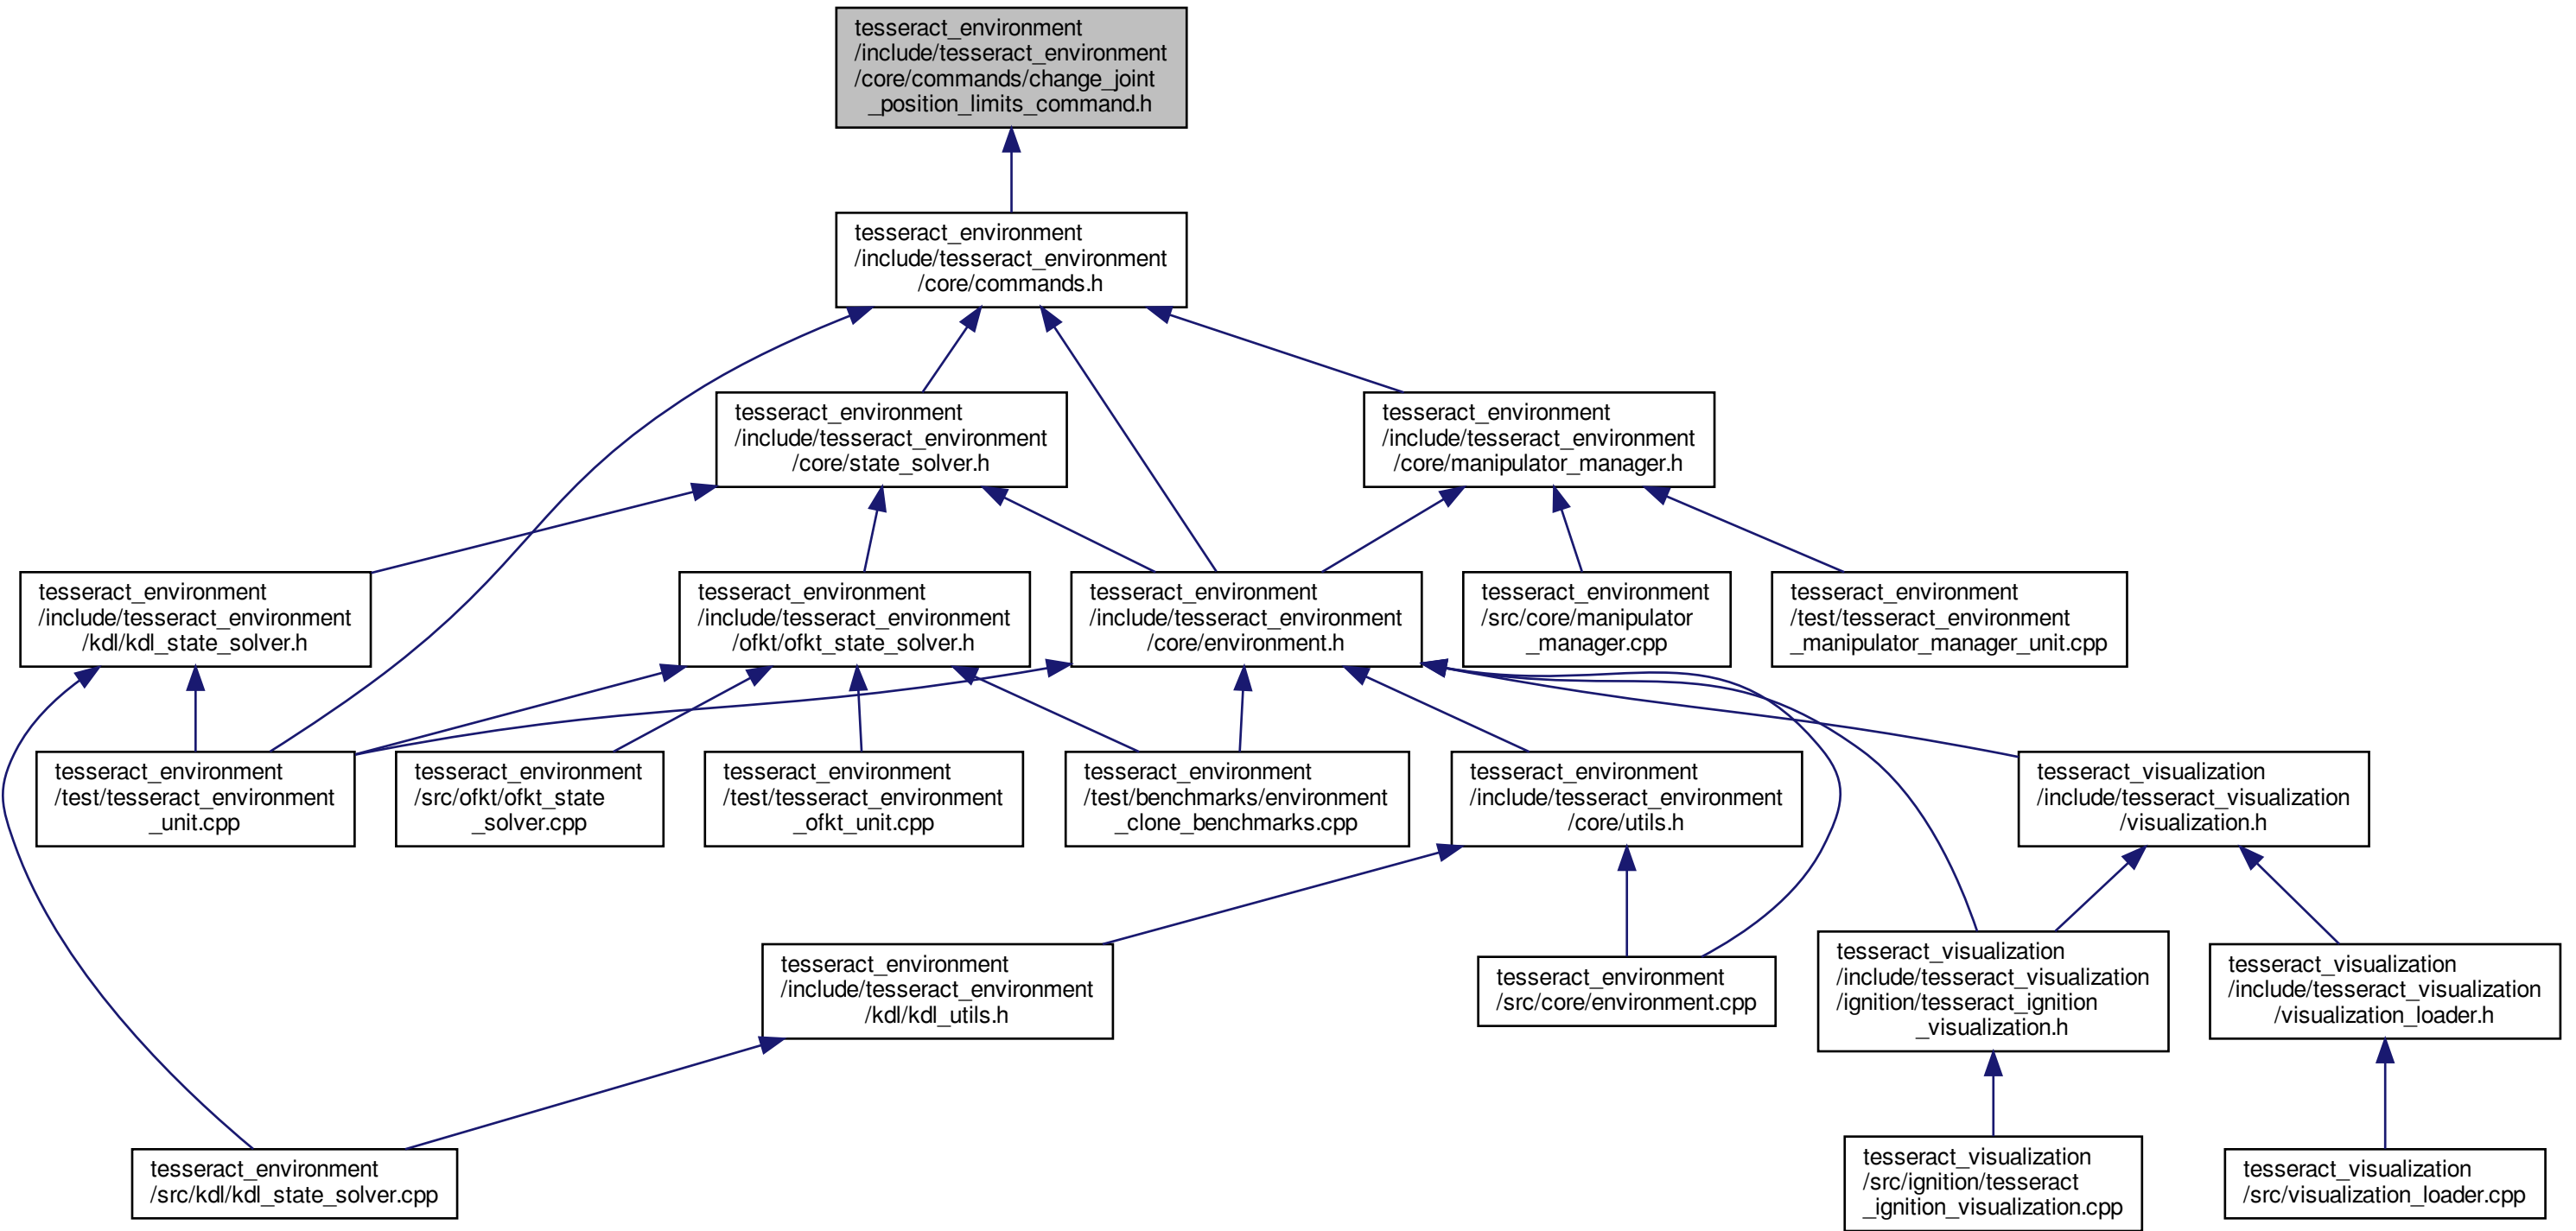 tesseract_environment
/include/tesseract_environment
/core/commands/change_joint
_position_limits_command.h
tesseract_environment
/include/tesseract_environment
/core/commands.h
tesseract_environment
/include/tesseract_environment
/core/state_solver.h
tesseract_environment
/include/tesseract_environment
/core/manipulator_manager.h
tesseract_environment
/include/tesseract_environment
/kdl/kdl_state_solver.h
tesseract_environment
/include/tesseract_environment
/ofkt/ofkt_state_solver.h
tesseract_environment
/include/tesseract_environment
/core/environment.h
tesseract_environment
/src/core/manipulator
_manager.cpp
tesseract_environment
/test/tesseract_environment
_manipulator_manager_unit.cpp
tesseract_environment
/test/tesseract_environment
_unit.cpp
tesseract_environment
/src/ofkt/ofkt_state
_solver.cpp
tesseract_environment
/test/tesseract_environment
_ofkt_unit.cpp
tesseract_environment
/test/benchmarks/environment
_clone_benchmarks.cpp
tesseract_environment
/include/tesseract_environment
/core/utils.h
tesseract_visualization
/include/tesseract_visualization
/visualization.h
tesseract_environment
/include/tesseract_environment
/kdl/kdl_utils.h
tesseract_environment
/src/core/environment.cpp
tesseract_visualization
/include/tesseract_visualization
/ignition/tesseract_ignition
_visualization.h
tesseract_visualization
/include/tesseract_visualization
/visualization_loader.h
tesseract_environment
/src/kdl/kdl_state_solver.cpp
tesseract_visualization
/src/ignition/tesseract
_ignition_visualization.cpp
tesseract_visualization
/src/visualization_loader.cpp